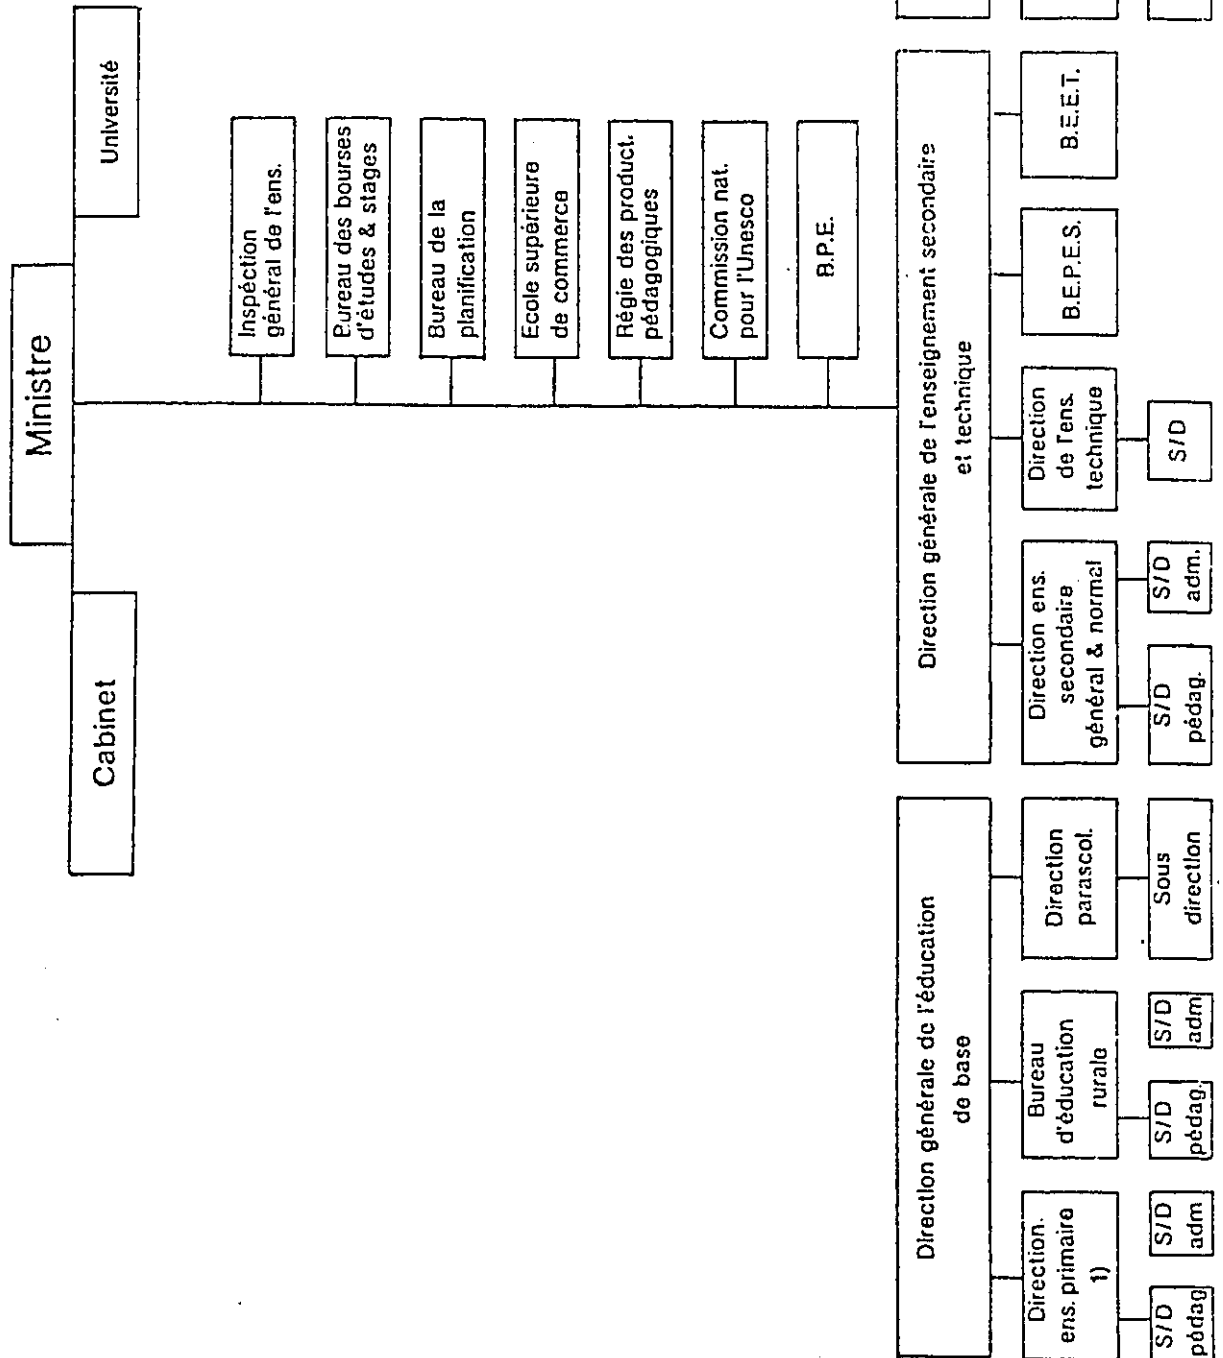 Ministre
Cabinet
Université
Inspéction
général de l'ens.
Bureau des bourses
d'études & stages
Bureau de la
planification
Ecole supérieure
de commerce
Régie des product.
pédagogiques
Commission nat.
pour l'Unesco
B.P.E.
Direction générale de l'éducation
de base
Direction.
ens. primaire
1)
S/D
pédag
S/D
adm
Bureau
d'éducation
rurale
S/D
pédag.
S/D
adm
Direction
parascol.
Sous
direction
Direction générale de l'enseignement secondaire
et technique
Direction ens.
secondaire
général & normal
S/D
pédag.
S/D
adm.
Direction
de l'ens.
technique
S/D
B.E.P.E.S.
B.E.E.T.